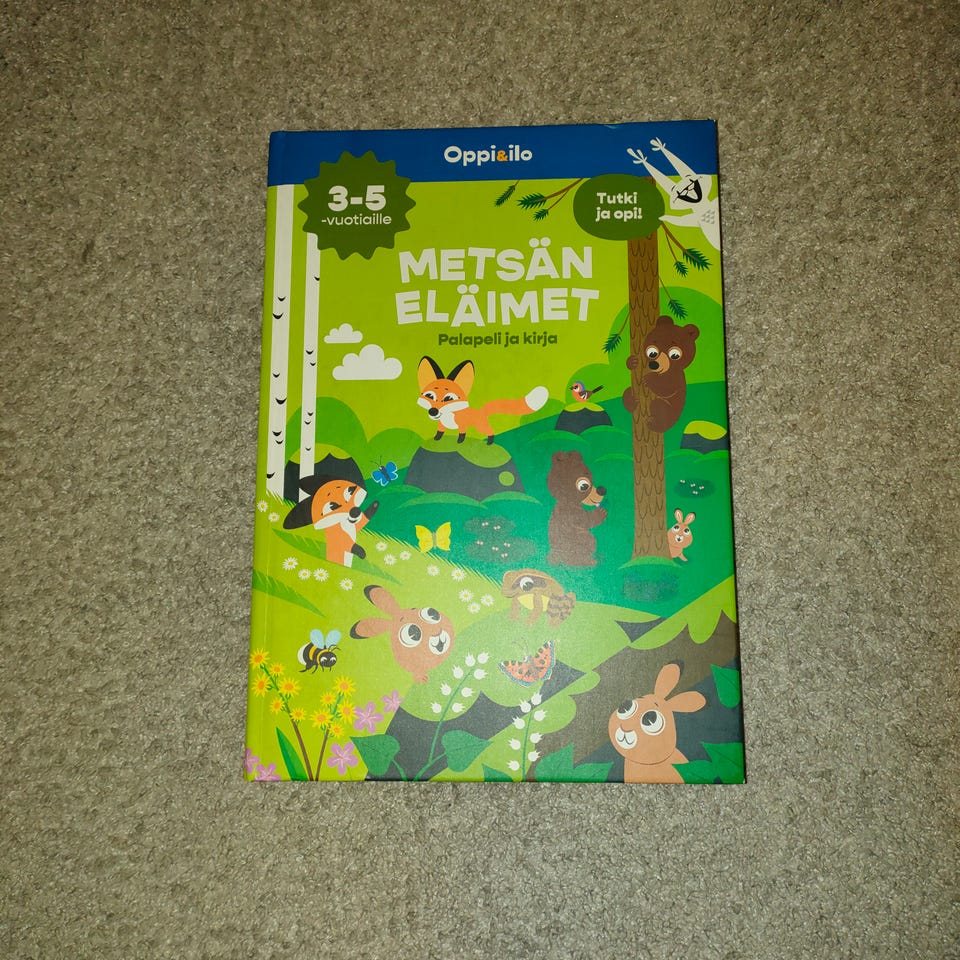 Oppi&ilo
3-5
-vuotiaille
Tutki
ja opi!
METSÄN
ELÄIMET
Palapeli ja kirja